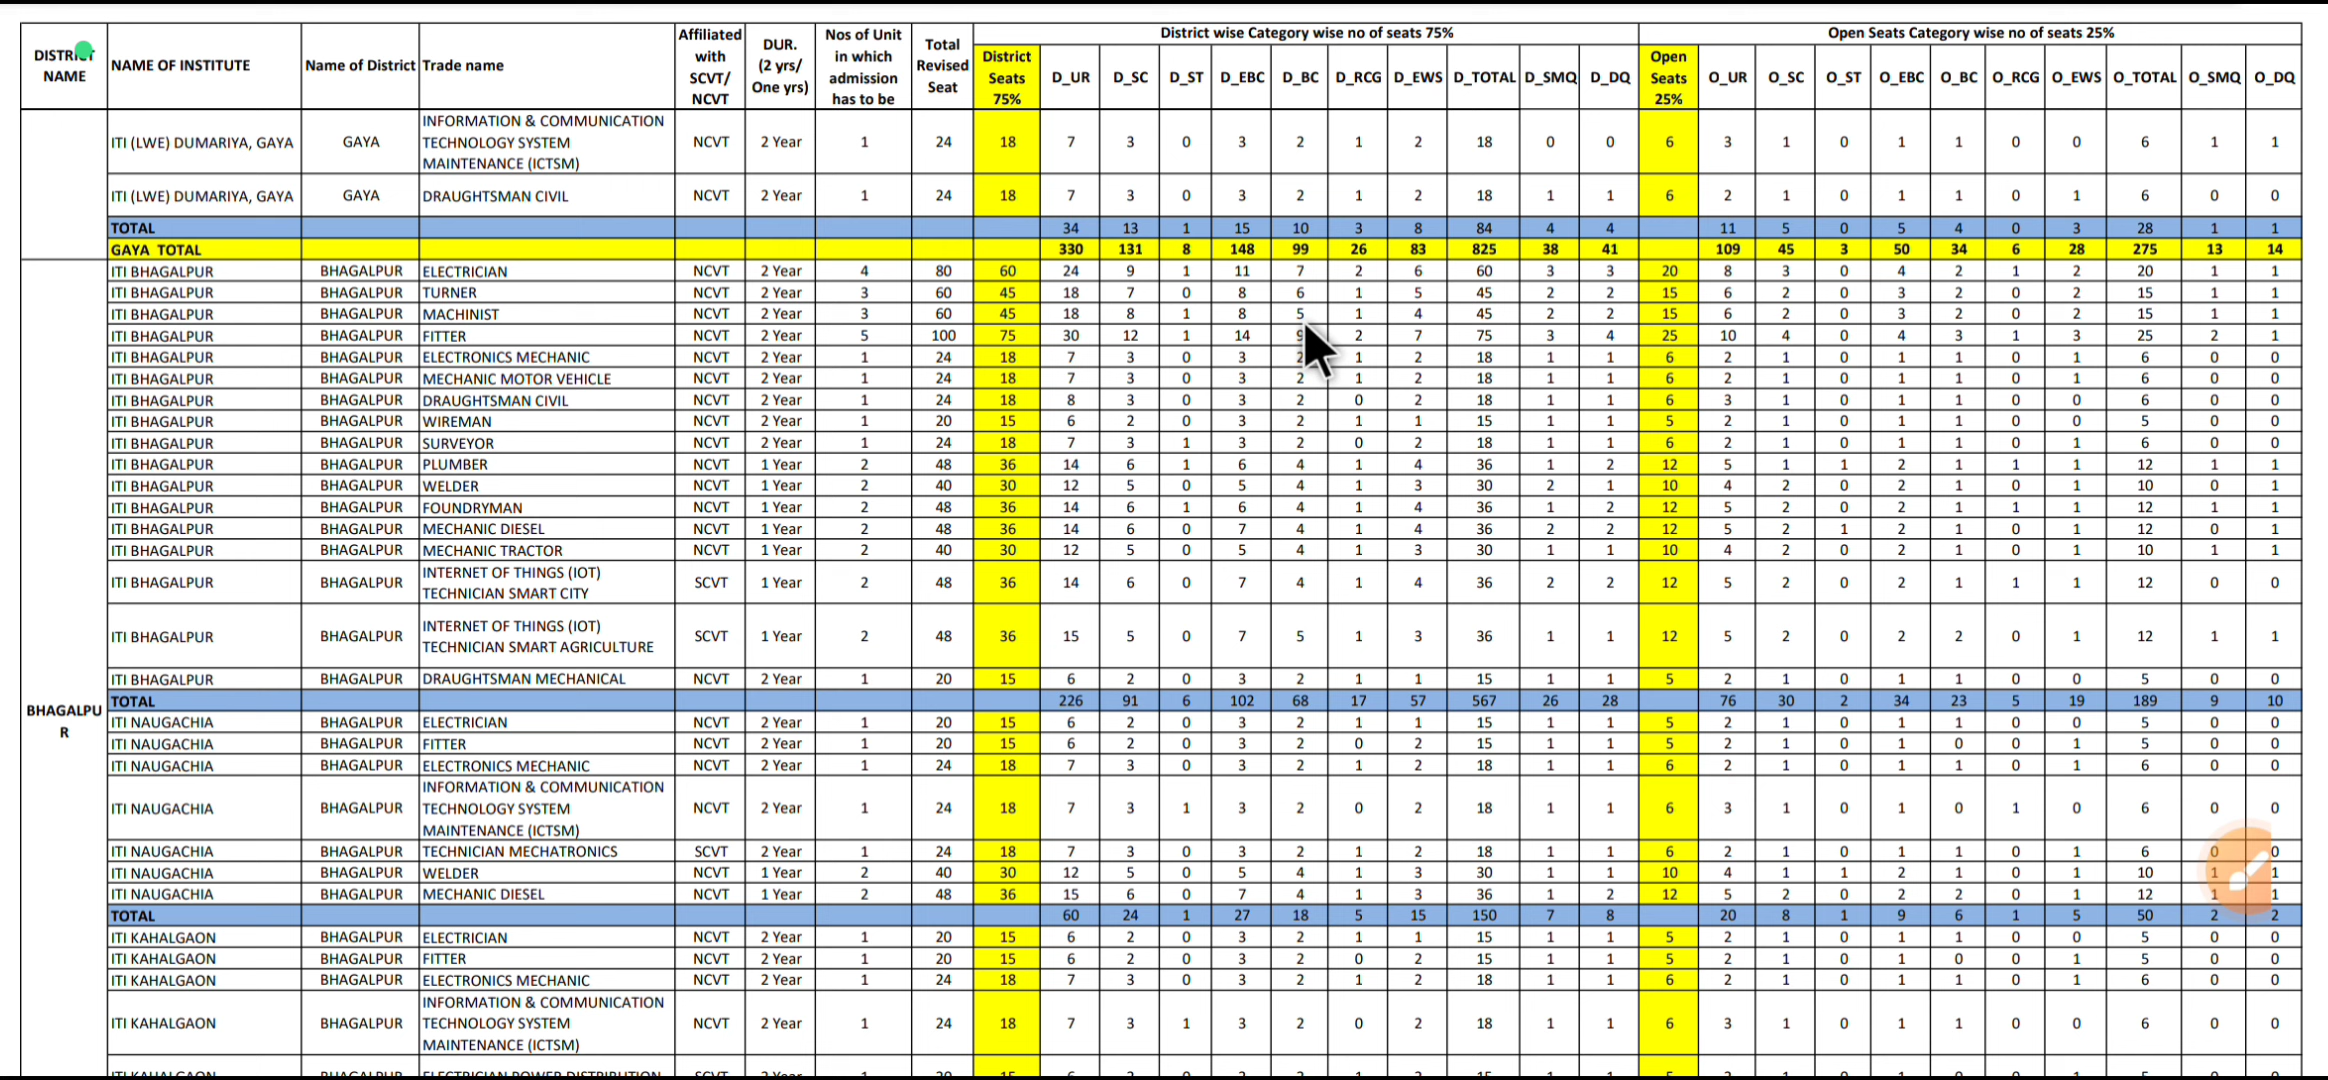 District wise Category wise no of seats 75% Open Seats Category wise no of seats 25%
DISTRICT NAME NAME OF INSTITUTE Name of District Trade name Affiliated with SCVT/ NCVT DUR. (2 yrs/ One yrs) Nos of Unit in which admission has to be Total Revised Seat District Seats 75% D_UR D_SC D_ST D_EBC D_BC D_RCG D_EWS D_TOTAL D_SMQ D_DQ Open Seats 25% O_UR O_SC O_ST O_EBC O_BC O_RCG O_EWS O_TOTAL O_SMQ O_DQ
ITI (LWE) DUMARIYA, GAYA GAYA INFORMATION & COMMUNICATION TECHNOLOGY SYSTEM MAINTENANCE (ICTSM) NCVT 2 Year 1 24 18 7 3 0 3 2 1 2 18 0 0 6 3 1 0 1 1 0 0 6 1 1
ITI (LWE) DUMARIYA, GAYA GAYA DRAUGHTSMAN CIVIL NCVT 2 Year 1 24 18 7 3 0 3 2 1 2 18 1 1 6 2 1 0 1 1 0 1 6 0 0
TOTAL 34 13 1 15 10 3 8 84 4 4 11 5 0 5 4 0 3 28 1 1
GAYA TOTAL 330 131 8 148 99 26 83 825 38 41 109 45 3 50 34 6 28 275 13 14
BHAGALPUR
ITI BHAGALPUR BHAGALPUR ELECTRICIAN NCVT 2 Year 4 80 60 24 9 1 11 7 2 6 60 3 3 20 8 3 0 4 2 1 2 20 1 1
ITI BHAGALPUR BHAGALPUR TURNER NCVT 2 Year 3 60 45 18 7 0 8 6 1 5 45 2 2 15 6 2 0 3 2 0 2 15 1 1
ITI BHAGALPUR BHAGALPUR MACHINIST NCVT 2 Year 3 60 45 18 8 1 8 5 1 4 45 2 2 15 6 2 0 3 2 0 2 15 1 1
ITI BHAGALPUR BHAGALPUR FITTER NCVT 2 Year 5 100 75 30 12 1 14 9 2 7 75 3 4 25 10 4 0 4 3 1 3 25 2 1
ITI BHAGALPUR BHAGALPUR ELECTRONICS MECHANIC NCVT 2 Year 1 24 18 7 3 0 3 2 1 2 18 1 1 6 2 1 0 1 1 0 1 6 0 0
ITI BHAGALPUR BHAGALPUR MECHANIC MOTOR VEHICLE NCVT 2 Year 1 24 18 7 3 0 3 2 1 2 18 1 1 6 2 1 0 1 1 0 1 6 0 0
ITI BHAGALPUR BHAGALPUR DRAUGHTSMAN CIVIL NCVT 2 Year 1 24 18 8 3 0 3 2 0 2 18 1 1 6 3 1 0 1 1 0 0 6 0 0
ITI BHAGALPUR BHAGALPUR WIREMAN NCVT 2 Year 1 20 15 6 2 0 3 2 1 1 15 1 1 5 2 1 0 1 1 0 0 5 0 0
ITI BHAGALPUR BHAGALPUR SURVEYOR NCVT 2 Year 1 24 18 7 3 1 3 2 0 2 18 1 1 6 2 1 0 1 1 0 1 6 0 0
ITI BHAGALPUR BHAGALPUR PLUMBER NCVT 1 Year 2 48 36 14 6 1 6 4 1 4 36 1 2 12 5 1 1 2 1 1 1 12 1 1
ITI BHAGALPUR BHAGALPUR WELDER NCVT 1 Year 2 40 30 12 5 0 5 4 1 3 30 2 1 10 4 2 0 2 1 0 1 10 0 1
ITI BHAGALPUR BHAGALPUR FOUNDRYMAN NCVT 1 Year 2 48 36 14 6 1 6 4 1 4 36 1 2 12 5 2 0 2 1 1 1 12 1 1
ITI BHAGALPUR BHAGALPUR MECHANIC DIESEL NCVT 1 Year 2 48 36 14 6 0 7 4 1 4 36 2 2 12 5 2 1 2 1 0 1 12 0 1
ITI BHAGALPUR BHAGALPUR MECHANIC TRACTOR NCVT 1 Year 2 40 30 12 5 0 5 4 1 3 30 1 1 10 4 2 0 2 1 0 1 10 1 1
ITI BHAGALPUR BHAGALPUR INTERNET OF THINGS (IOT) TECHNICIAN SMART CITY SCVT 1 Year 2 48 36 14 6 0 7 4 1 4 36 2 2 12 5 2 0 2 1 1 1 12 0 0
ITI BHAGALPUR BHAGALPUR INTERNET OF THINGS (IOT) TECHNICIAN SMART AGRICULTURE SCVT 1 Year 2 48 36 15 5 0 7 5 1 3 36 1 1 12 5 2 0 2 2 0 1 12 1 1
ITI BHAGALPUR BHAGALPUR DRAUGHTSMAN MECHANICAL NCVT 2 Year 1 20 15 6 2 0 3 2 1 1 15 1 1 5 2 1 0 1 1 0 0 5 0 0
TOTAL 226 91 6 102 68 17 57 567 26 28 76 30 2 34 23 5 19 189 9 10
ITI NAUGACHIA BHAGALPUR ELECTRICIAN NCVT 2 Year 1 20 15 6 2 0 3 2 1 1 15 1 1 5 2 1 0 1 1 0 0 5 0 0
ITI NAUGACHIA BHAGALPUR FITTER NCVT 2 Year 1 20 15 6 2 0 3 2 0 2 15 1 1 5 2 1 0 1 0 0 1 5 0 0
ITI NAUGACHIA BHAGALPUR ELECTRONICS MECHANIC NCVT 2 Year 1 24 18 7 3 0 3 2 1 2 18 1 1 6 2 1 0 1 1 0 1 6 0 0
ITI NAUGACHIA BHAGALPUR INFORMATION & COMMUNICATION TECHNOLOGY SYSTEM MAINTENANCE (ICTSM) NCVT 2 Year 1 24 18 7 3 1 3 2 0 2 18 1 1 6 3 1 0 1 0 1 0 6 0 0
ITI NAUGACHIA BHAGALPUR TECHNICIAN MECHATRONICS SCVT 2 Year 1 24 18 7 3 0 3 2 1 2 18 1 1 6 2 1 0 1 1 0 1 6 0 0
ITI NAUGACHIA BHAGALPUR WELDER NCVT 1 Year 2 40 30 12 5 0 5 4 1 3 30 1 1 10 4 1 1 2 1 0 1 10 1 1
ITI NAUGACHIA BHAGALPUR MECHANIC DIESEL NCVT 1 Year 2 48 36 15 6 0 7 4 1 3 36 1 2 12 5 2 0 2 2 0 1 12 1 1
TOTAL 60 24 1 27 18 5 15 150 7 8 20 8 1 9 6 1 5 50 2 2
ITI KAHALGAON BHAGALPUR ELECTRICIAN NCVT 2 Year 1 20 15 6 2 0 3 2 1 1 15 1 1 5 2 1 0 1 1 0 0 5 0 0
ITI KAHALGAON BHAGALPUR FITTER NCVT 2 Year 1 20 15 6 2 0 3 2 0 2 15 1 1 5 2 1 0 1 0 0 1 5 0 0
ITI KAHALGAON BHAGALPUR ELECTRONICS MECHANIC NCVT 2 Year 1 24 18 7 3 0 3 2 1 2 18 1 1 6 2 1 0 1 1 0 1 6 0 0
ITI KAHALGAON BHAGALPUR INFORMATION & COMMUNICATION TECHNOLOGY SYSTEM MAINTENANCE (ICTSM) NCVT 2 Year 1 24 18 7 3 1 3 2 0 2 18 1 1 6 3 1 0 1 1 0 0 6 0 0
ITI KAHALGAON BHAGALPUR ELECTRICIAN POWER DISTRIBUTION SCVT 2 Year 1 20 15